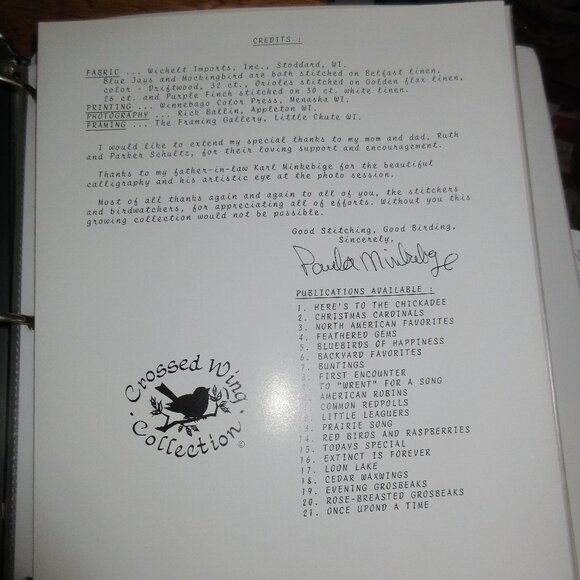 CREDITS :
FABRIC ... Wichelt Imports, Inc., Stoddard, WI.
Blue Jays and Mockingbird are both stitched on Belfast linen,
color - Driftwood, 32 ct., Orioles stitched on Golden flax linen,
26 ct. and Purple Finch stitched on 30 ct. white linen.
PRINTING ... Winnebago Color Press, Menasha WI.
PHOTOGRAPHY ... Rick Ballin, Appleton WI.
FRAMING ... The Framing Gallery, Little Chute WI.
I would like to extend my special thanks to my mom and dad, Ruth
and Parker Schultz, for their loving support and encouragement.
Thanks to my father-in-law Karl Minkebige for the beautiful
calligraphy and his artistic eye at the photo session.
Most of all thanks again and again to all of you, the stitchers
and birdwatchers, for appreciating all of efforts. Without you this
growing collection would not be possible.
Good Stitching, Good Birding,
Sincerely,
Paula Minkebige
PUBLICATIONS AVAILABLE :
1. HERE'S TO THE CHICKADEE
2. CHRISTMAS CARDINALS
3. NORTH AMERICAN FAVORITES
4. FEATHERED GEMS
5. BLUEBIRDS OF HAPPINESS
6. BACKYARD FAVORITES
7. BUNTINGS
8. FIRST ENCOUNTER
9. TO "WRENT" FOR A SONG
10. AMERICAN ROBINS
11. COMMON REDPOLLS
12. LITTLE LEAGUERS
13. PRAIRIE SONG
14. RED BIRDS AND RASPBERRIES
15. TODAYS SPECIAL
16. EXTINCT IS FOREVER
17. LOON LAKE
18. CEDAR WAXWINGS
19. EVENING GROSBEAKS
20. ROSE-BREASTED GROSBEAKS
21. ONCE UPOND A TIME
Crossed Wing
Collection ©